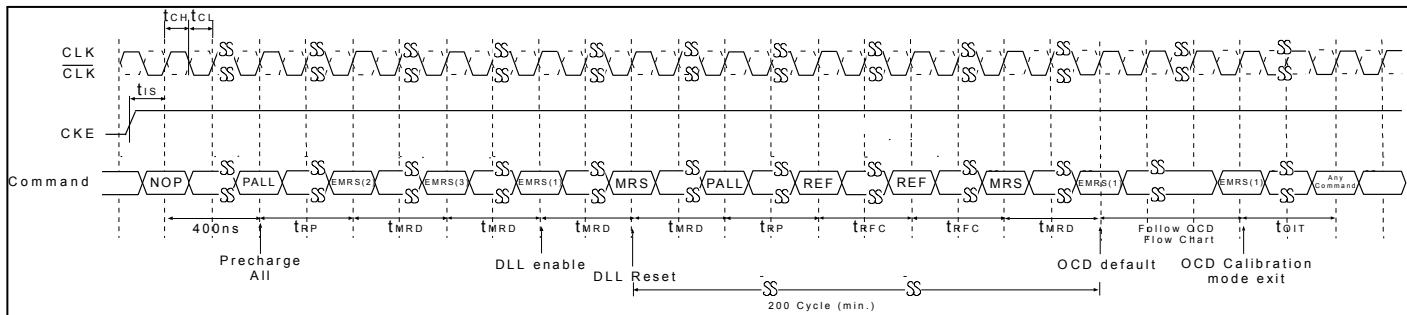 tCH tCL
CLK
CLK
tIS
CKE
Command NOP PALL EMRS(2) EMRS(3) EMRS(1) MRS PALL REF REF MRS EMRS(1) EMRS(1) Any Command
400ns tRP tMRD tMRD tMRD tMRD tRP tRFC tRFC tMRD Follow OCD Flow Chart tOIT
Precharge All
DLL enable
DLL Reset
OCD default
OCD Calibration mode exit
200 Cycle (min.)